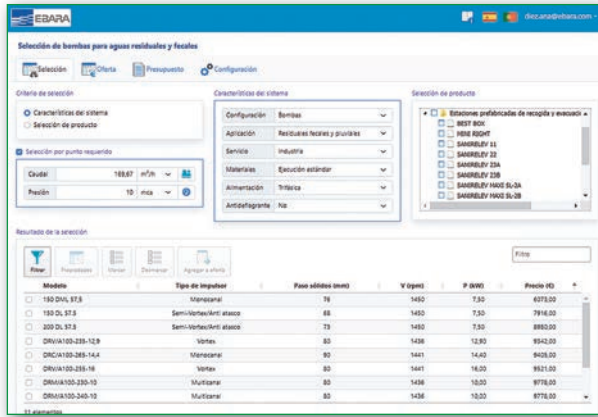 EBARA
diez.ana@ebara.com
Selección de bombas para aguas residuales y fecales
Selección Oferta Presupuesto Configuración
Criterio de selección
Características del sistema
Selección de producto
Selección por punto requerido
Caudal 169,67 m³/h
Presión 10 mca
Características del sistema
Configuración Bombas
Aplicación Residuales fecales y pluviales
Servicio Industria
Materiales Ejecución estándar
Alimentación Trifásica
Antideflagrante No
Selección de producto
Estaciones prefabricadas de recogida y evacuaci
BEST BOX
MINI RIGHT
SANIRELEV 11
SANIRELEV 22
SANIRELEV 23A
SANIRELEV 23B
SANIRELEV MAXI SL-2A
SANIRELEV MAXI SL-2B
Resultado de la selección
Filtrar Propiedades Marcar Desmarcar Agregar a oferta
Filtro
Modelo Tipo de impulsor Paso sólidos (mm) V (rpm) P (kW) Precio (€)
150 DML 57,5 Monocanal 76 1450 7,50 6073,00
150 DL 57.5 Semi-Vortex/Anti atasco 1450 7,50 7916,00
200 DL 57.5 Semi-Vortex/Anti atasco 73 1450 7,50 8950,00
DRV/A100-235-12,9 Vortex 80 1436 12,90 9342,00
DRC/A100-265-14,4 Monocanal 90 1441 14,40 9405,00
DRV/A100-255-16 Vortex 80 1441 16,00 9521,00
DRM/A100-230-10 Multicanal 80 1436 10,00 9778,00
DRM/A100-240-10 Multicanal 80 1436 10,00 9778,00
11 elementos